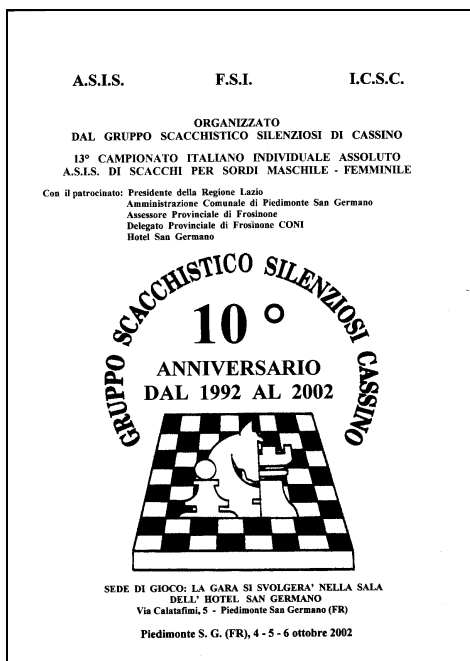 A.S.I.S. F.S.I. I.C.S.C.
ORGANIZZATO
DAL GRUPPO SCACCHISTICO SILENZIOSI DI CASSINO
13° CAMPIONATO ITALIANO INDIVIDUALE ASSOLUTO
A.S.I.S. DI SCACCHI PER SORDI MASCHILE - FEMMINILE
Con il patrocinato: Presidente della Regione Lazio
Amministrazione Comunale di Piedimonte San Germano
Assessore Provinciale di Frosinone
Delegato Provinciale di Frosinone CONI
Hotel San Germano
GRUPPO SCACCHISTICO SILENZIOSI CASSINO
10°
ANNIVERSARIO
DAL 1992 AL 2002
SEDE DI GIOCO: LA GARA SI SVOLGERA' NELLA SALA
DELL' HOTEL SAN GERMANO
Via Calatafimi, 5 - Piedimonte San Germano (FR)
Piedimonte S. G. (FR), 4 - 5 - 6 ottobre 2002